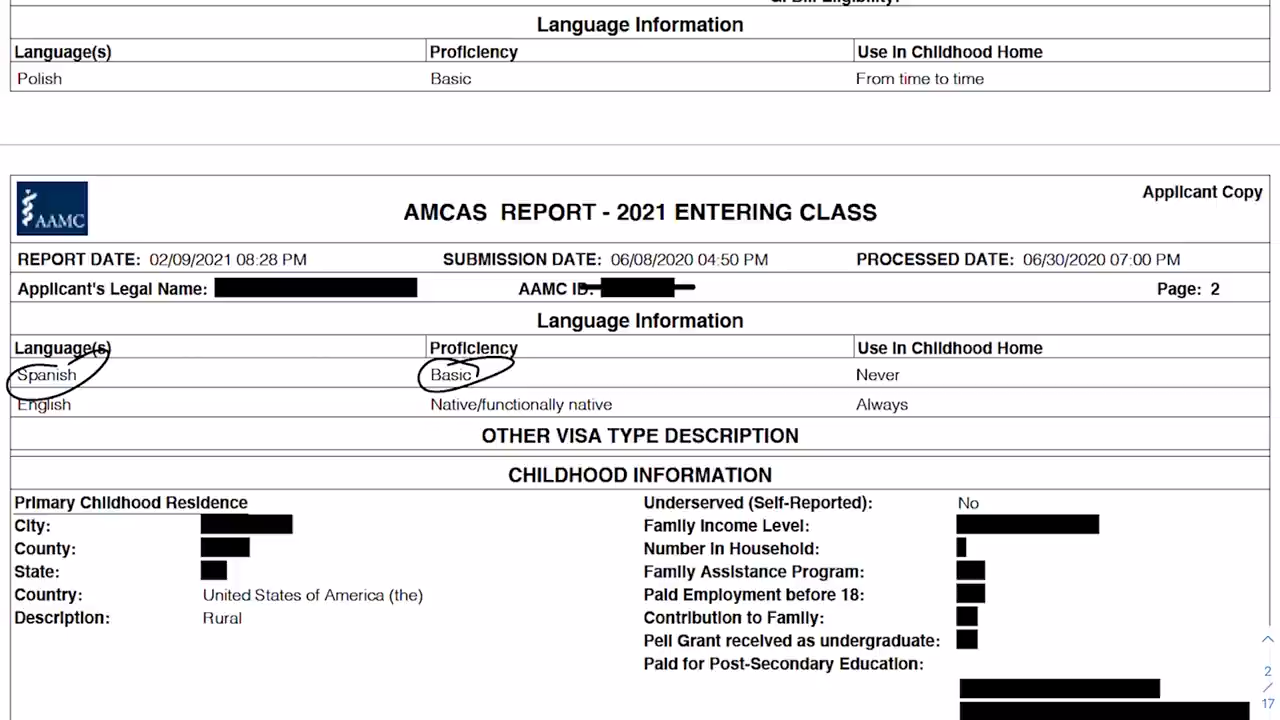 Language Information
Language(s) Proficiency Use In Childhood Home
Polish Basic From time to time
AAMC
Applicant Copy
AMCAS REPORT - 2021 ENTERING CLASS
REPORT DATE: 02/09/2021 08:28 PM SUBMISSION DATE: 06/08/2020 04:50 PM PROCESSED DATE: 06/30/2020 07:00 PM
Applicant's Legal Name: AAMC ID: Page: 2
Language Information
Language(s) Proficiency Use In Childhood Home
Spanish Basic Never
English Native/functionally native Always
OTHER VISA TYPE DESCRIPTION
CHILDHOOD INFORMATION
Primary Childhood Residence Underserved (Self-Reported): No
City: Family Income Level:
County: Number in Household:
State: Family Assistance Program:
Country: United States of America (the) Paid Employment before 18:
Description: Rural Contribution to Family:
Pell Grant received as undergraduate:
Paid for Post-Secondary Education:
2
/
17